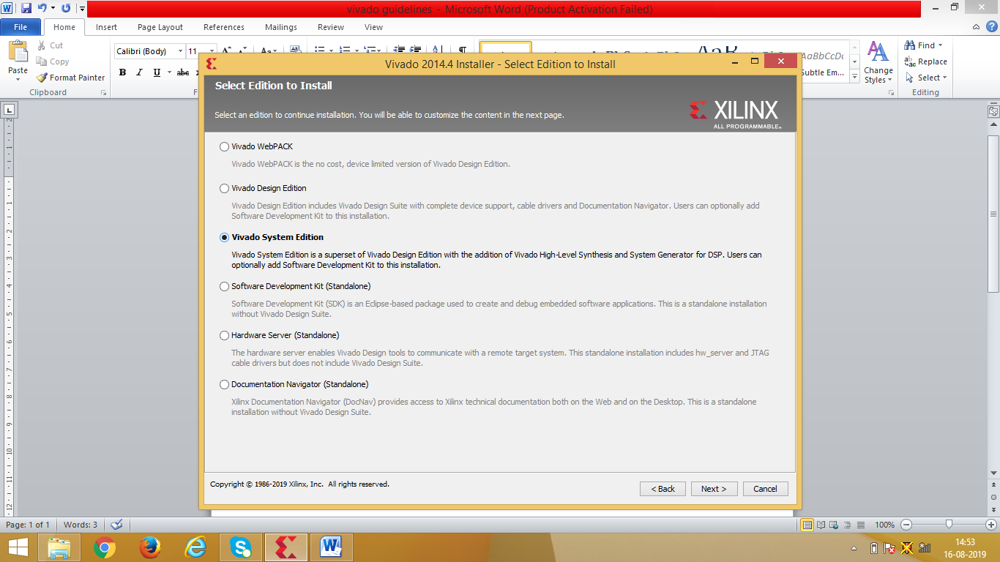 vivado guidelines - Microsoft Word (Product Activation Failed)
File Home Insert Page Layout References Mailings Review View
Paste
Cut
Copy
Format Painter
Clipboard
Calibri (Body) 11
B I U abc
Find
Replace
Select
Editing
Change
Styles
AaBbCcDc
Subtle Em...
Vivado 2014.4 Installer - Select Edition to Install
Select Edition to Install
Select an edition to continue installation. You will be able to customize the content in the next page.
XILINX
ALL PROGRAMMABLE™
Vivado WebPACK
Vivado WebPACK is the no cost, device limited version of Vivado Design Edition.
Vivado Design Edition
Vivado Design Edition includes Vivado Design Suite with complete device support, cable drivers and Documentation Navigator. Users can optionally add
Software Development Kit to this installation.
Vivado System Edition
Vivado System Edition is a superset of Vivado Design Edition with the addition of Vivado High-Level Synthesis and System Generator for DSP. Users can
optionally add Software Development Kit to this installation.
Software Development Kit (Standalone)
Software Development Kit (SDK) is an Eclipse-based package used to create and debug embedded software applications. This is a standalone installation
without Vivado Design Suite.
Hardware Server (Standalone)
The hardware server enables Vivado Design tools to communicate with a remote target system. This standalone installation includes hw_server and JTAG
cable drivers but does not include Vivado Design Suite.
Documentation Navigator (Standalone)
Xilinx Documentation Navigator (DocNav) provides access to Xilinx technical documentation both on the Web and on the Desktop. This is a standalone
installation without Vivado Design Suite.
Copyright © 1986-2019 Xilinx, Inc. All rights reserved.
< Back Next > Cancel
Page: 1 of 1 Words: 3 100%
14:53
16-08-2019